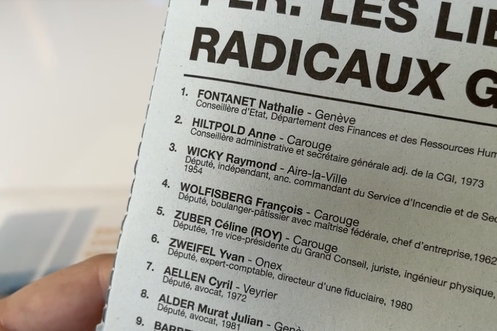 PLR. LES LIB
RADICAUX G
1. FONTANET Nathalie - Genève
Conseillère d'Etat, Département des Finances et des Ressources Hum
2. HILTPOLD Anne - Carouge
Conseillère administrative et secrétaire générale adj. de la CGI, 1973
3. WICKY Raymond - Aire-la-Ville
Député, indépendant, anc. commandant du Service d'Incendie et de Sec
1954
4. WOLFISBERG François - Carouge
Député, boulanger-pâtissier avec maîtrise fédérale, chef d'entreprise,1962
5. ZUBER Céline (ROY) - Carouge
Députée, 1re vice-présidente du Grand Conseil, juriste, ingénieur physique,
6. ZWEIFEL Yvan - Onex
Député, expert-comptable, directeur d'une fiduciaire, 1980
7. AELLEN Cyril - Veyrier
Député, avocat, 1972
8. ALDER Murat Julian - Genè
Député, avocat, 1981
9. BARBE